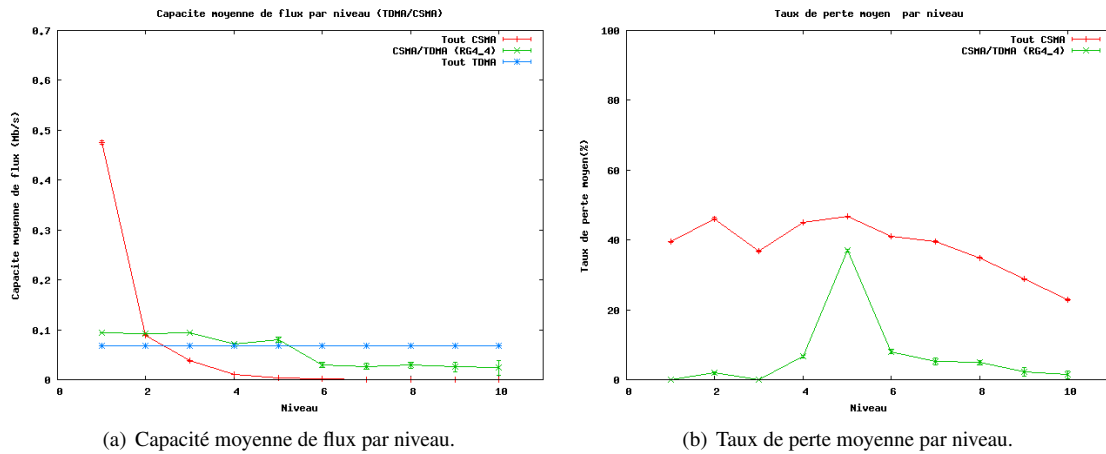 Capacite moyenne de flux par niveau (TDMA/CSMA)
0.7
0.6
0.5
0.4
0.3
0.2
0.1
0
Capacite moyenne de flux (Mb/s)
Tout CSMA
CSMA/TDMA (RG4_4)
Tout TDMA
0 2 4 6 8 10
Niveau
(a) Capacité moyenne de flux par niveau.
Taux de perte moyen par niveau
100
80
60
40
20
0
Taux de perte moyen(%)
Tout CSMA
CSMA/TDMA (RG4_4)
0 2 4 6 8 10
Niveau
(b) Taux de perte moyenne par niveau.